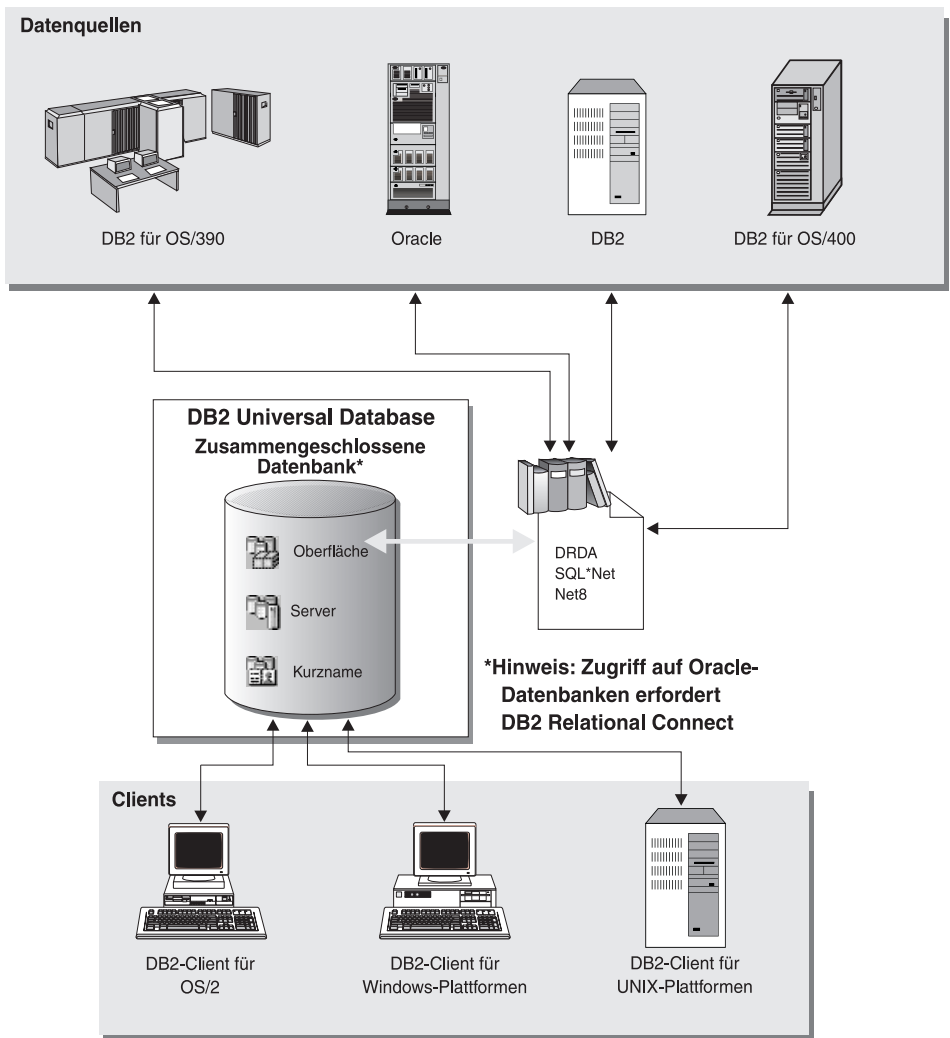 Datenquellen
DB2 für OS/390
Oracle
DB2
DB2 für OS/400
DB2 Universal Database
Zusammengeschlossene
Datenbank*
Oberfläche
Server
Kurzname
DRDA
SQL*Net
Net8
*Hinweis: Zugriff auf Oracle-
Datenbanken erfordert
DB2 Relational Connect
Clients
DB2-Client für
OS/2
DB2-Client für
Windows-Plattformen
DB2-Client für
UNIX-Plattformen